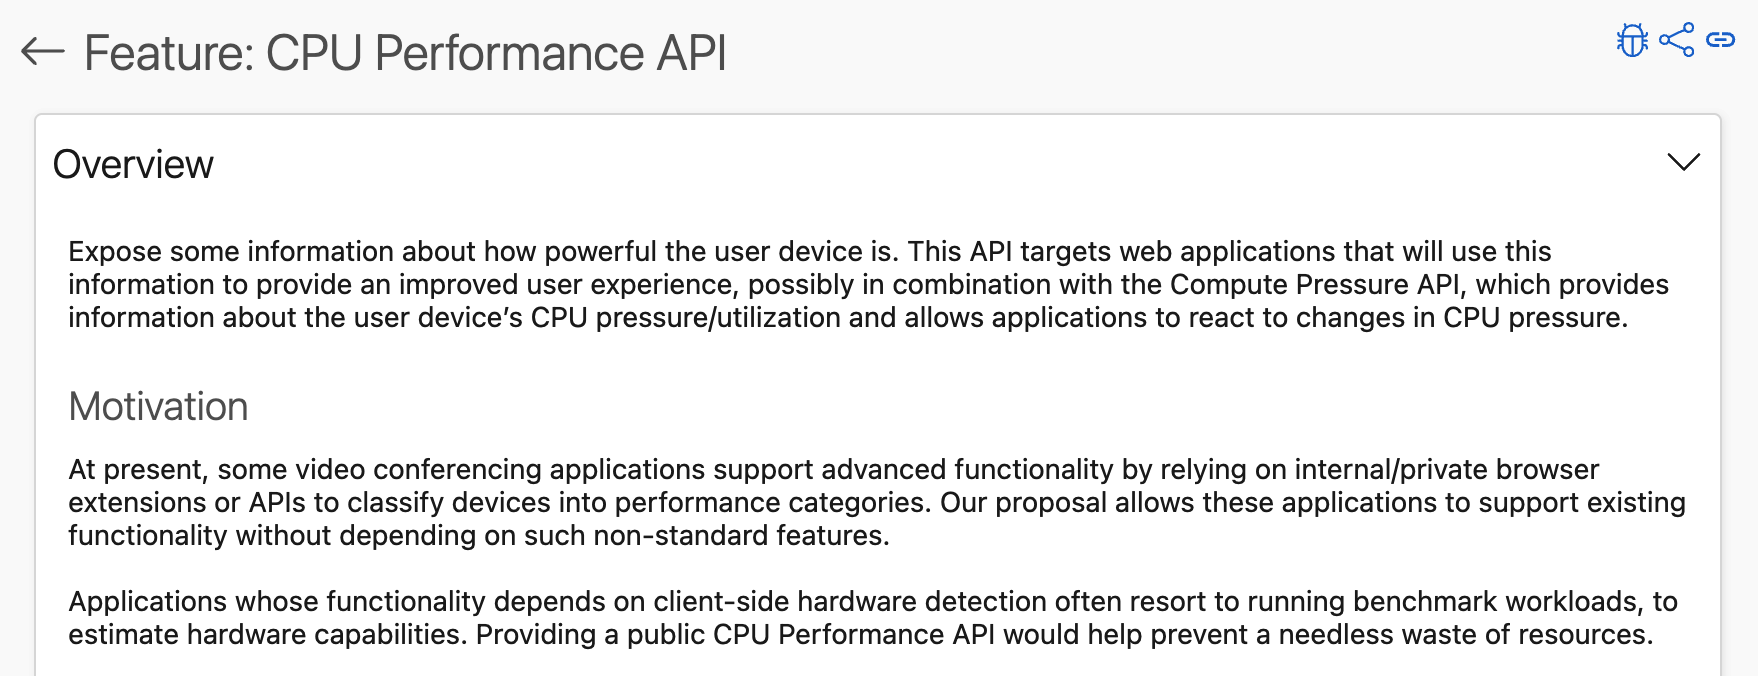 Feature: CPU Performance API
Overview
Expose some information about how powerful the user device is. This API targets web applications that will use this
information to provide an improved user experience, possibly in combination with the Compute Pressure API, which provides
information about the user device’s CPU pressure/utilization and allows applications to react to changes in CPU pressure.
Motivation
At present, some video conferencing applications support advanced functionality by relying on internal/private browser
extensions or APIs to classify devices into performance categories. Our proposal allows these applications to support existing
functionality without depending on such non-standard features.
Applications whose functionality depends on client-side hardware detection often resort to running benchmark workloads, to
estimate hardware capabilities. Providing a public CPU Performance API would help prevent a needless waste of resources.